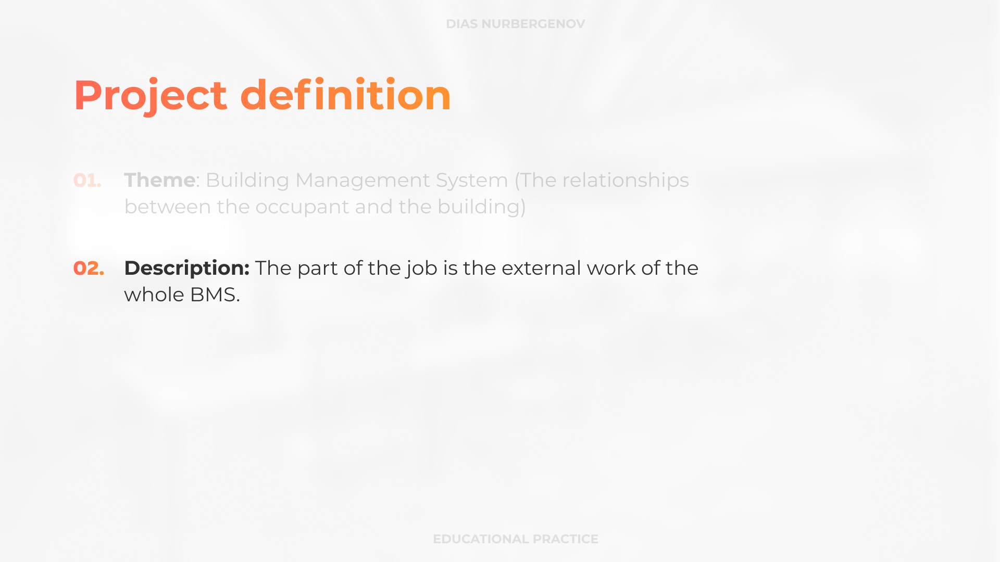 DIAS NURBERGENOV
Project definition
01. Theme: Building Management System (The relationships
between the occupant and the building)
02. Description: The part of the job is the external work of the
whole BMS.
EDUCATIONAL PRACTICE